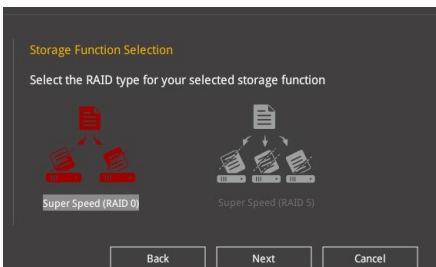 Storage Function Selection
Select the RAID type for your selected storage function
Super Speed (RAID 0)
Super Speed (RAID 5)
Back
Next
Cancel